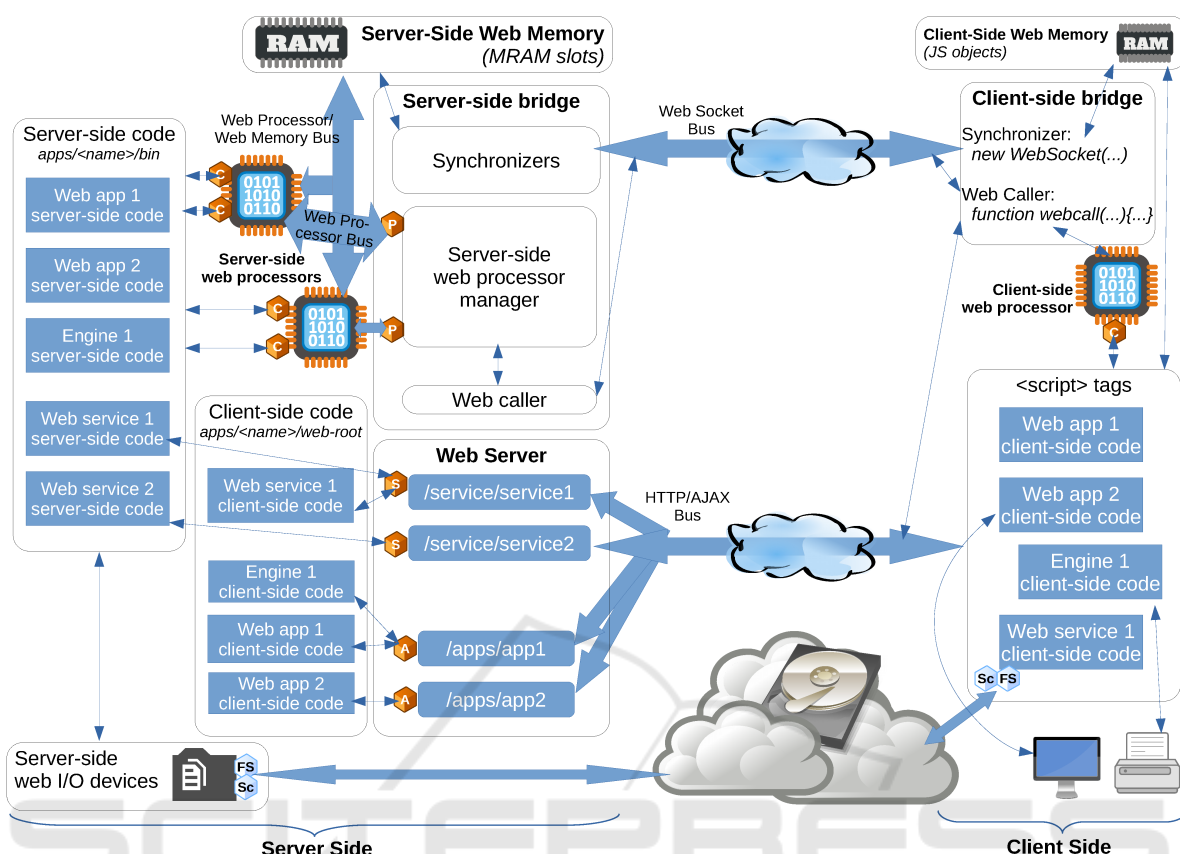 RAM
Server-Side Web Memory
(MRAM slots)
Client-Side Web Memory
(JS objects)
RAM
Server-side code
apps/<name>/bin
Web app 1
server-side code
Web app 2
server-side code
Engine 1
server-side code
Web service 1
server-side code
Web service 2
server-side code
Web Processor/
Web Memory Bus
C
C
0101
1010
0110
Web Pro-
cessor Bus
Server-side
web processors
C
C
0101
1010
0110
Server-side bridge
Synchronizers
P
Server-side
web processor
manager
P
Web caller
Web Socket
Bus
Client-side bridge
Synchronizer:
new WebSocket(...)
Web Caller:
function webcall(...){...}
Client-side
web processor
0101
1010
0110
C
Client-side code
apps/<name>/web-root
Web service 1
client-side code
Engine 1
client-side code
Web app 1
client-side code
Web app 2
client-side code
Web Server
S
/service/service1
S
/service/service2
A
/apps/app1
A
/apps/app2
HTTP/AJAX
Bus
<script> tags
Web app 1
client-side code
Web app 2
client-side code
Engine 1
client-side code
Web service 1
client-side code
Sc
FS
Server-side
web I/O devices
FS
Sc
Server Side
Client Side
SCITEPRESS